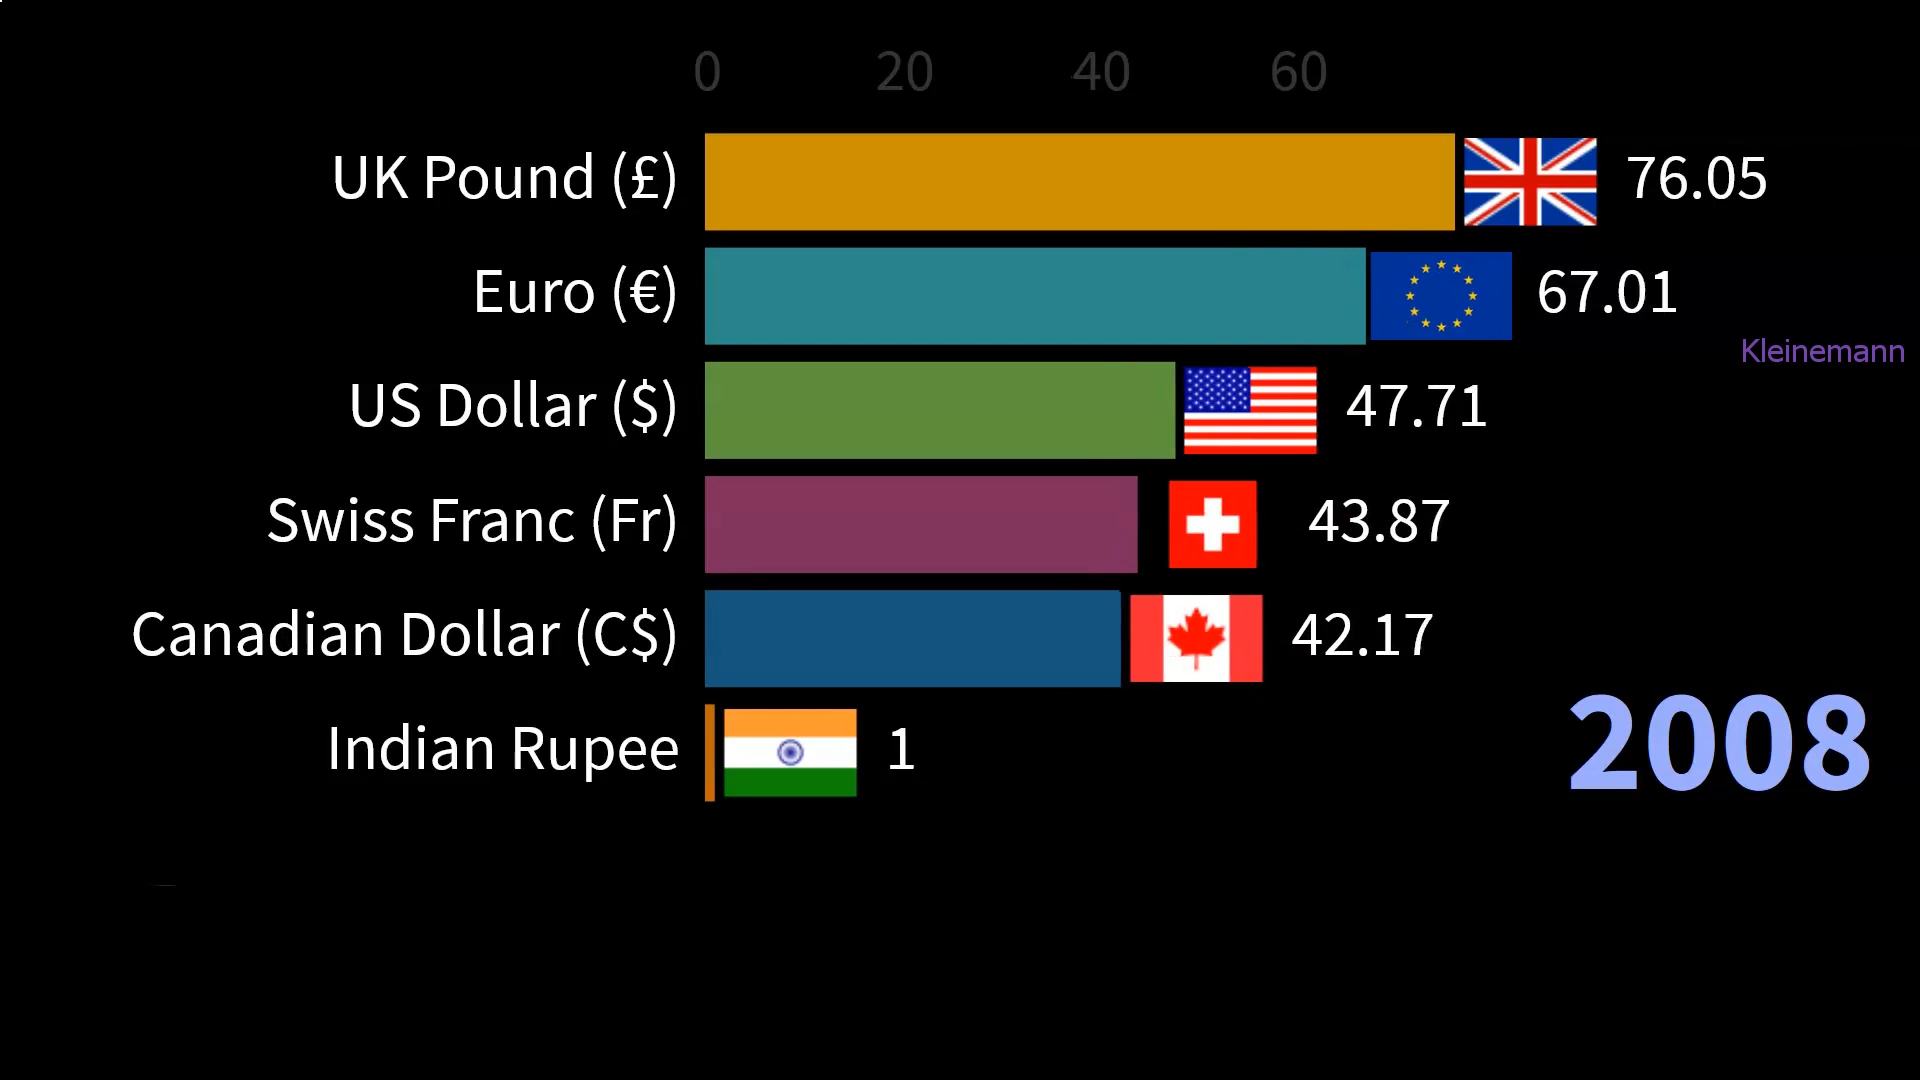 0 20 40 60
UK Pound (£) 76.05
Euro (€) 67.01
Kleinemann
US Dollar ($) 47.71
Swiss Franc (Fr) 43.87
Canadian Dollar (C$) 42.17
Indian Rupee 1
2008